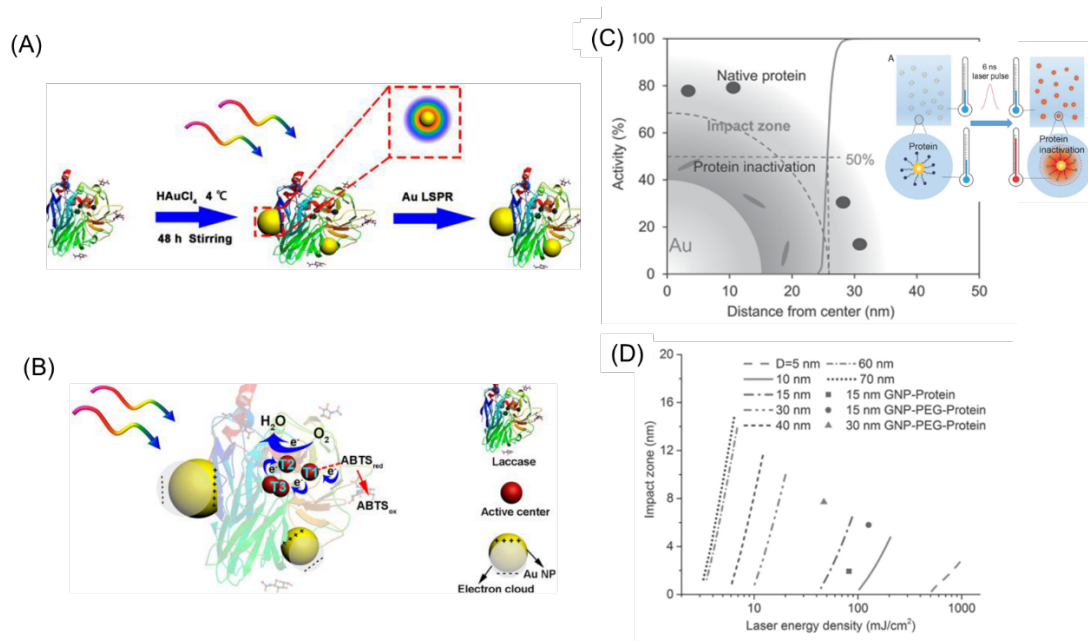 (A)
HAuCl₄ 4 ℃
48 h Stirring
Au LSPR
(B)
H₂O
O₂
e⁻
e⁻
e⁻
e⁻
T2
T1
T3
ABTSred
ABTSox
Laccase
Active center
Au NP
Electron cloud
(C)
Activity (%)
100
80
60
40
20
0
Native protein
Impact zone
Protein inactivation
50%
Au
0 10 20 30 40 50
Distance from center (nm)
A
6 ns
laser pulse
Protein
Protein
inactivation
(D)
Impact zone (nm)
20
16
12
8
4
0
D=5 nm 60 nm
10 nm 70 nm
15 nm 15 nm GNP-Protein
30 nm 15 nm GNP-PEG-Protein
40 nm 30 nm GNP-PEG-Protein
10 100 1000
Laser energy density (mJ/cm²)